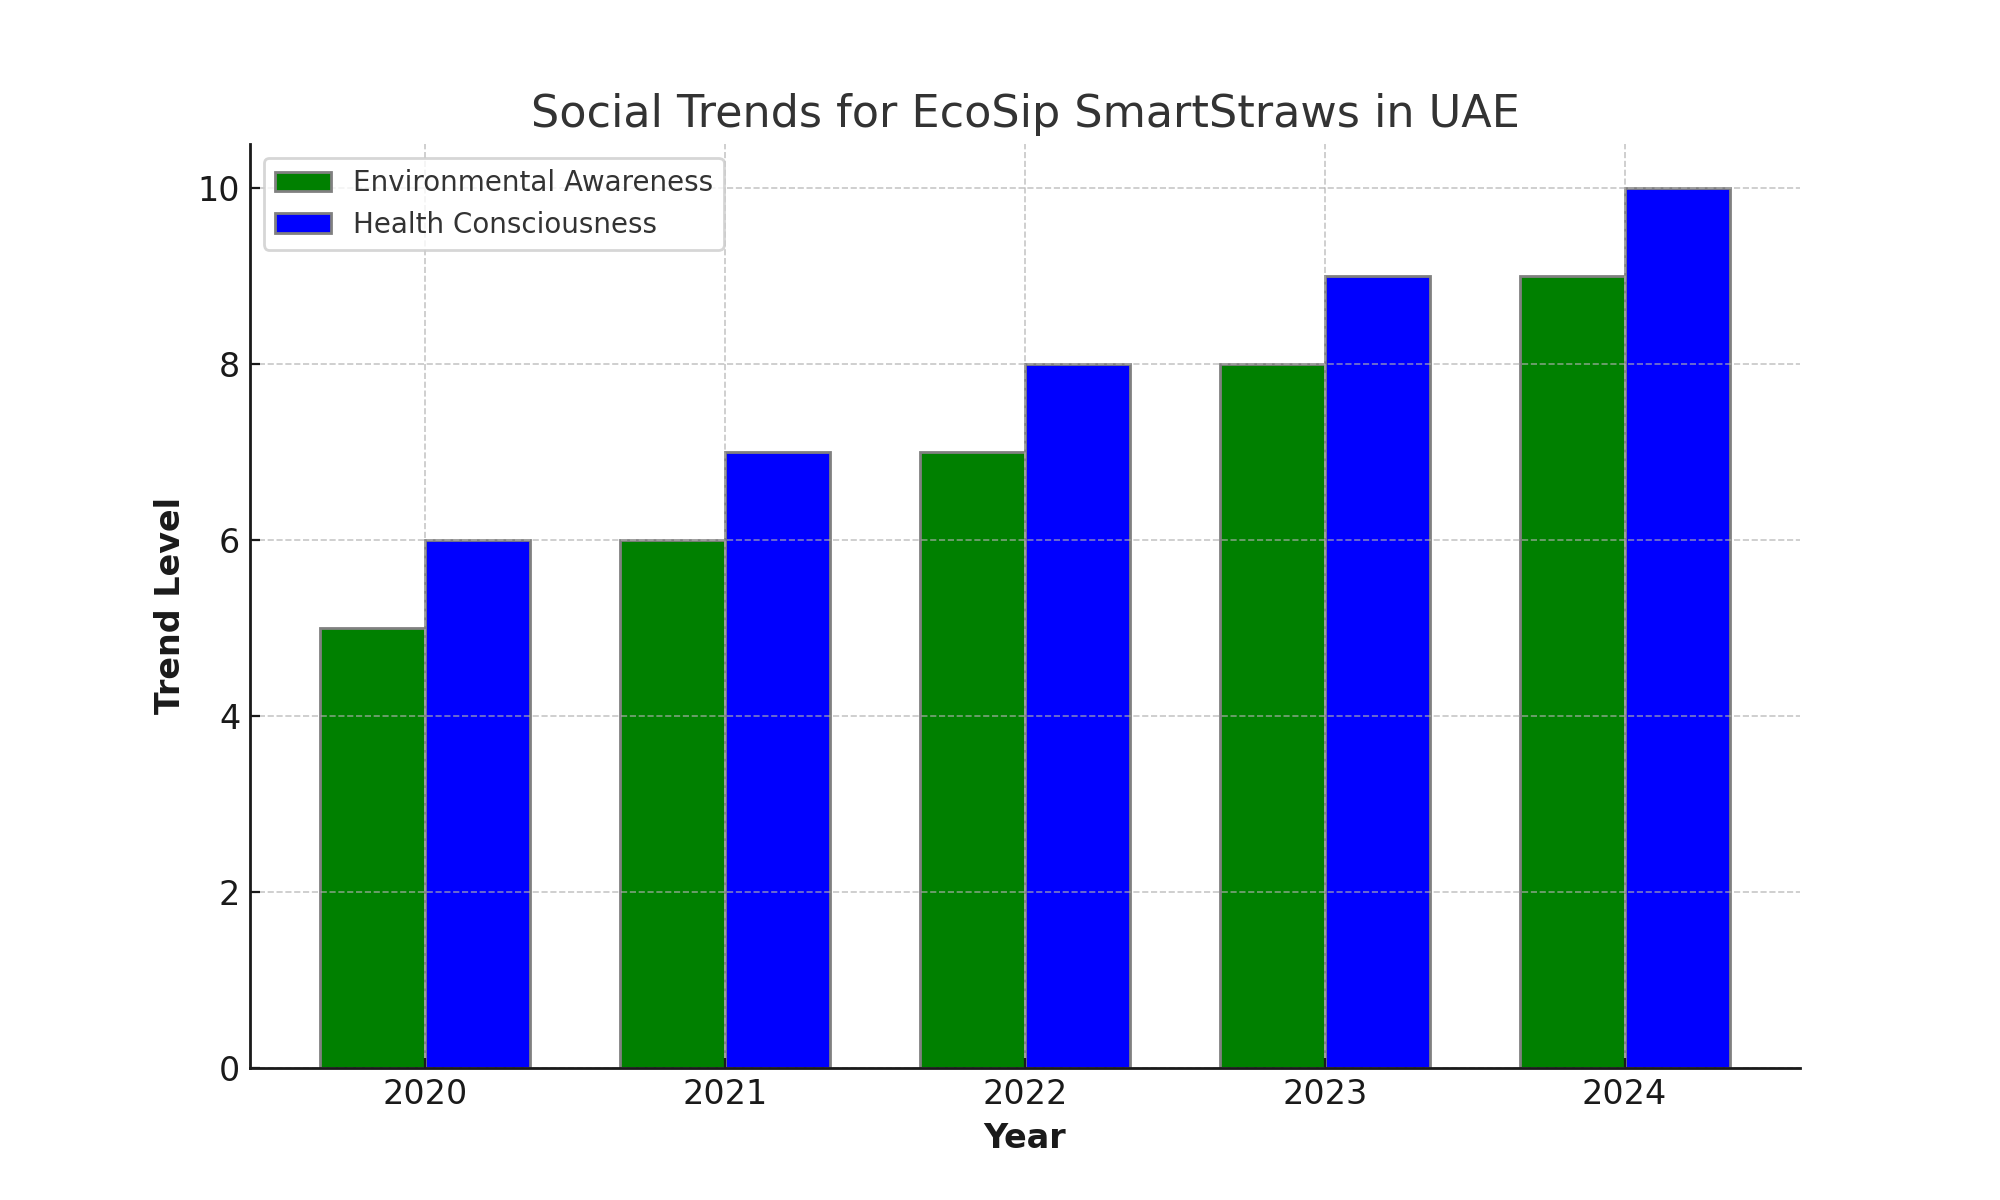 Social Trends for EcoSip SmartStraws in UAE
Environmental Awareness
Health Consciousness
10
8
6
4
2
0
Trend Level
2020 2021 2022 2023 2024
Year